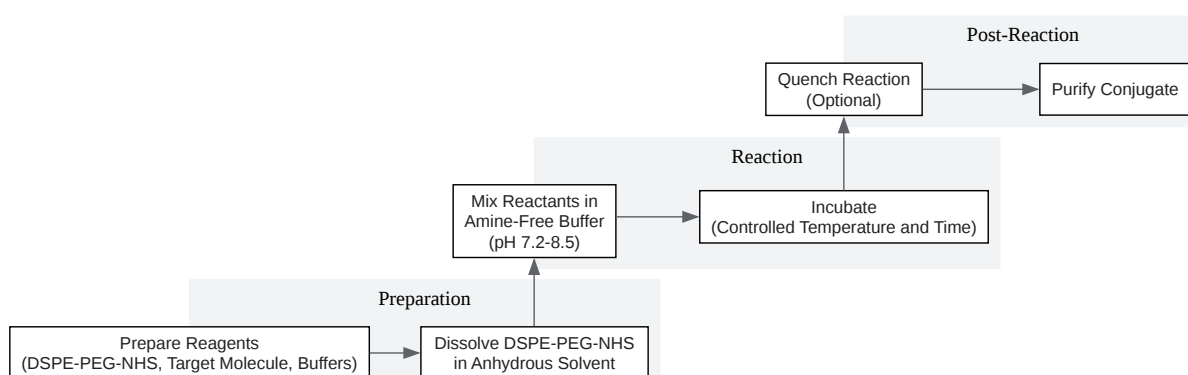 Post-Reaction
Quench Reaction
(Optional)
Purify Conjugate
Reaction
Mix Reactants in
Amine-Free Buffer
(pH 7.2-8.5)
Incubate
(Controlled Temperature and Time)
Preparation
Prepare Reagents
(DSPE-PEG-NHS, Target Molecule, Buffers)
Dissolve DSPE-PEG-NHS
in Anhydrous Solvent